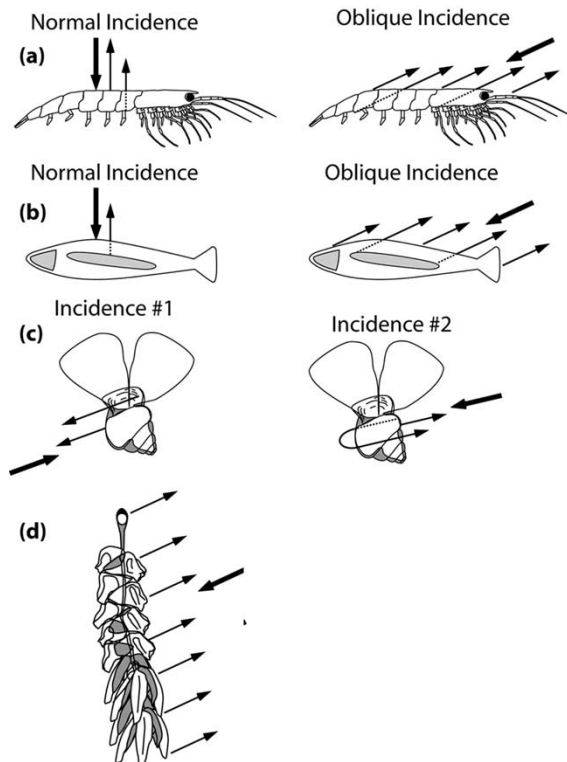 Normal Incidence Oblique Incidence
(a)
Normal Incidence Oblique Incidence
(b)
Incidence #1 Incidence #2
(c)
(d)